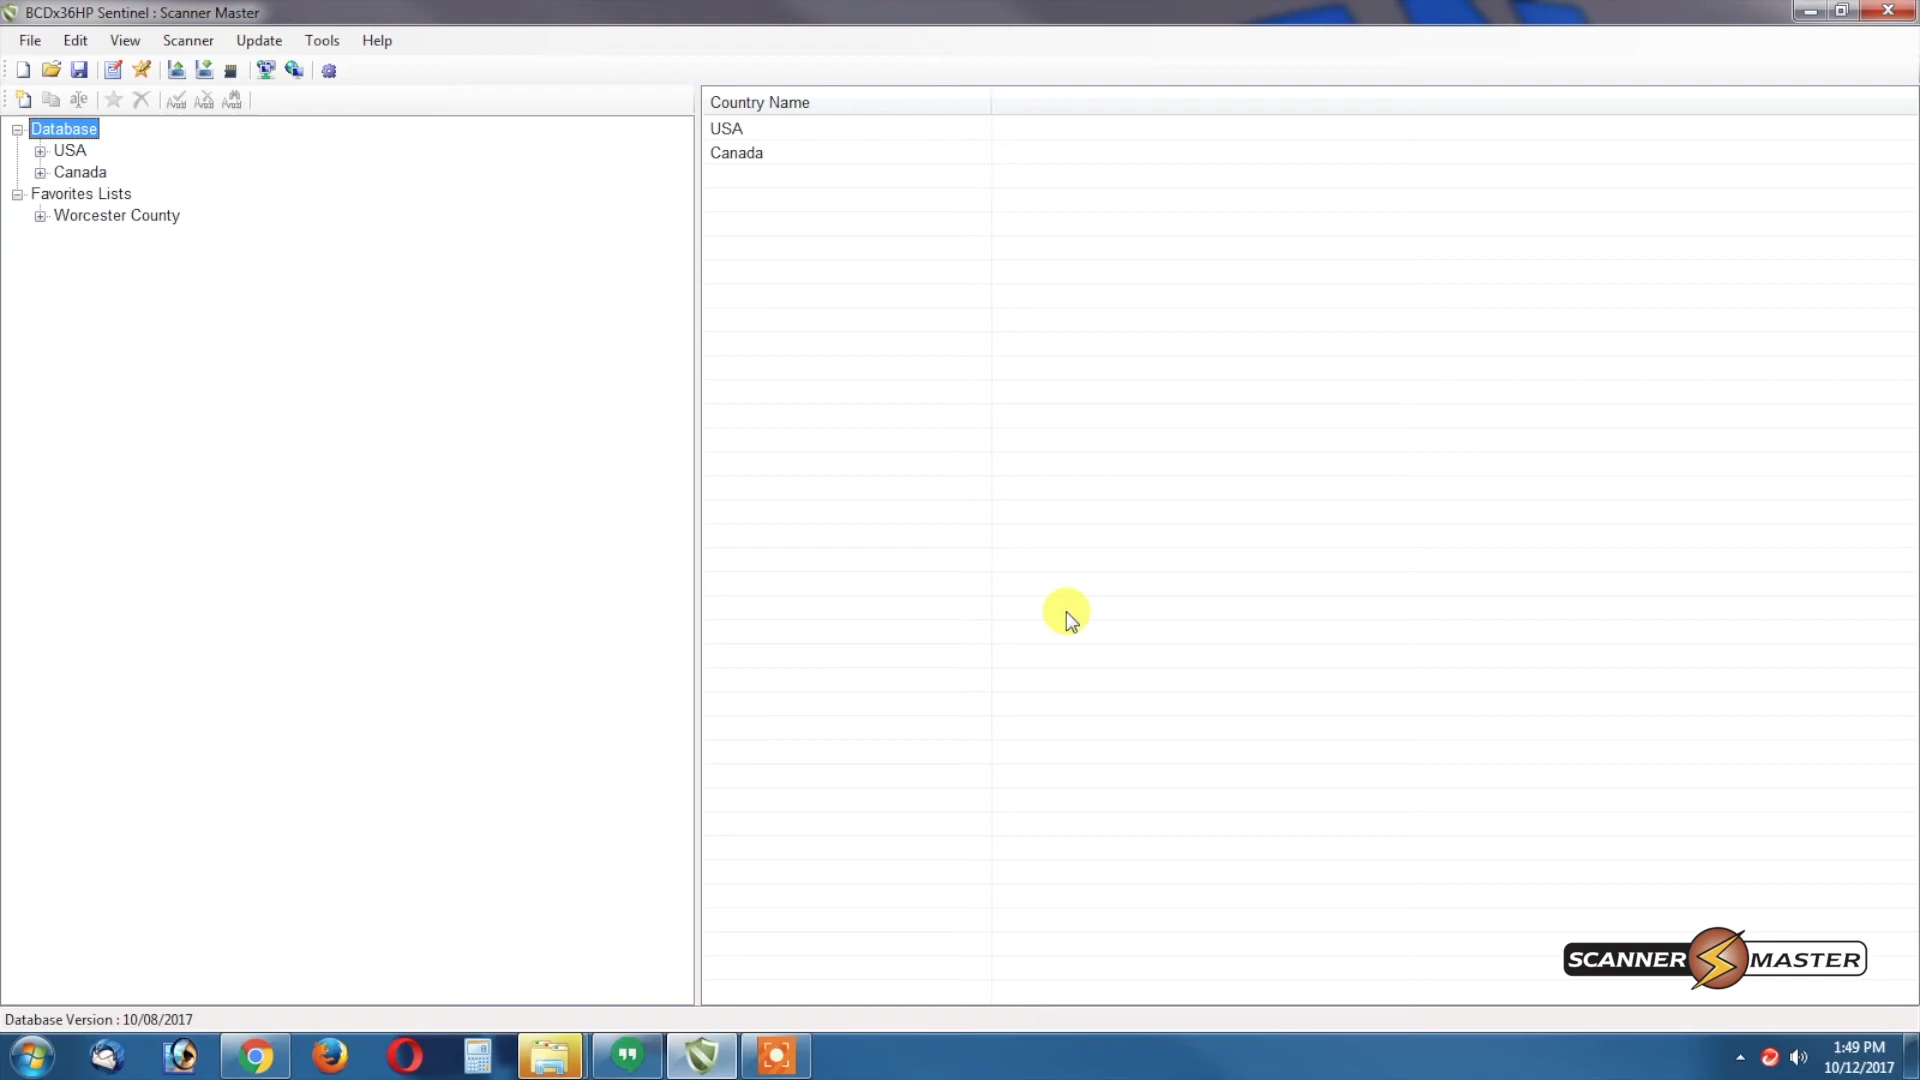 BCDx36HP Sentinel : Scanner Master
File Edit View Scanner Update Tools Help
Database
USA
Canada
Favorites Lists
Worcester County
Country Name
USA
Canada
SCANNER MASTER
Database Version : 10/08/2017
1:49 PM
10/12/2017